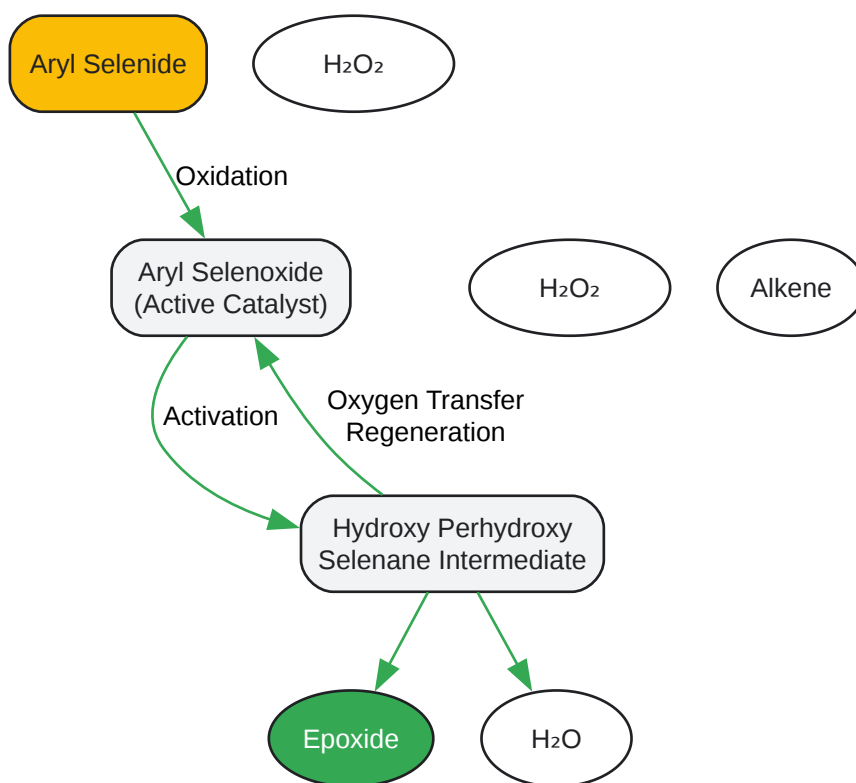 Aryl Selenide
H₂O₂
Oxidation
Aryl Selenoxide
(Active Catalyst)
H₂O₂
Alkene
Activation
Oxygen Transfer
Regeneration
Hydroxy Perhydroxy
Selenane Intermediate
Epoxide
H₂O